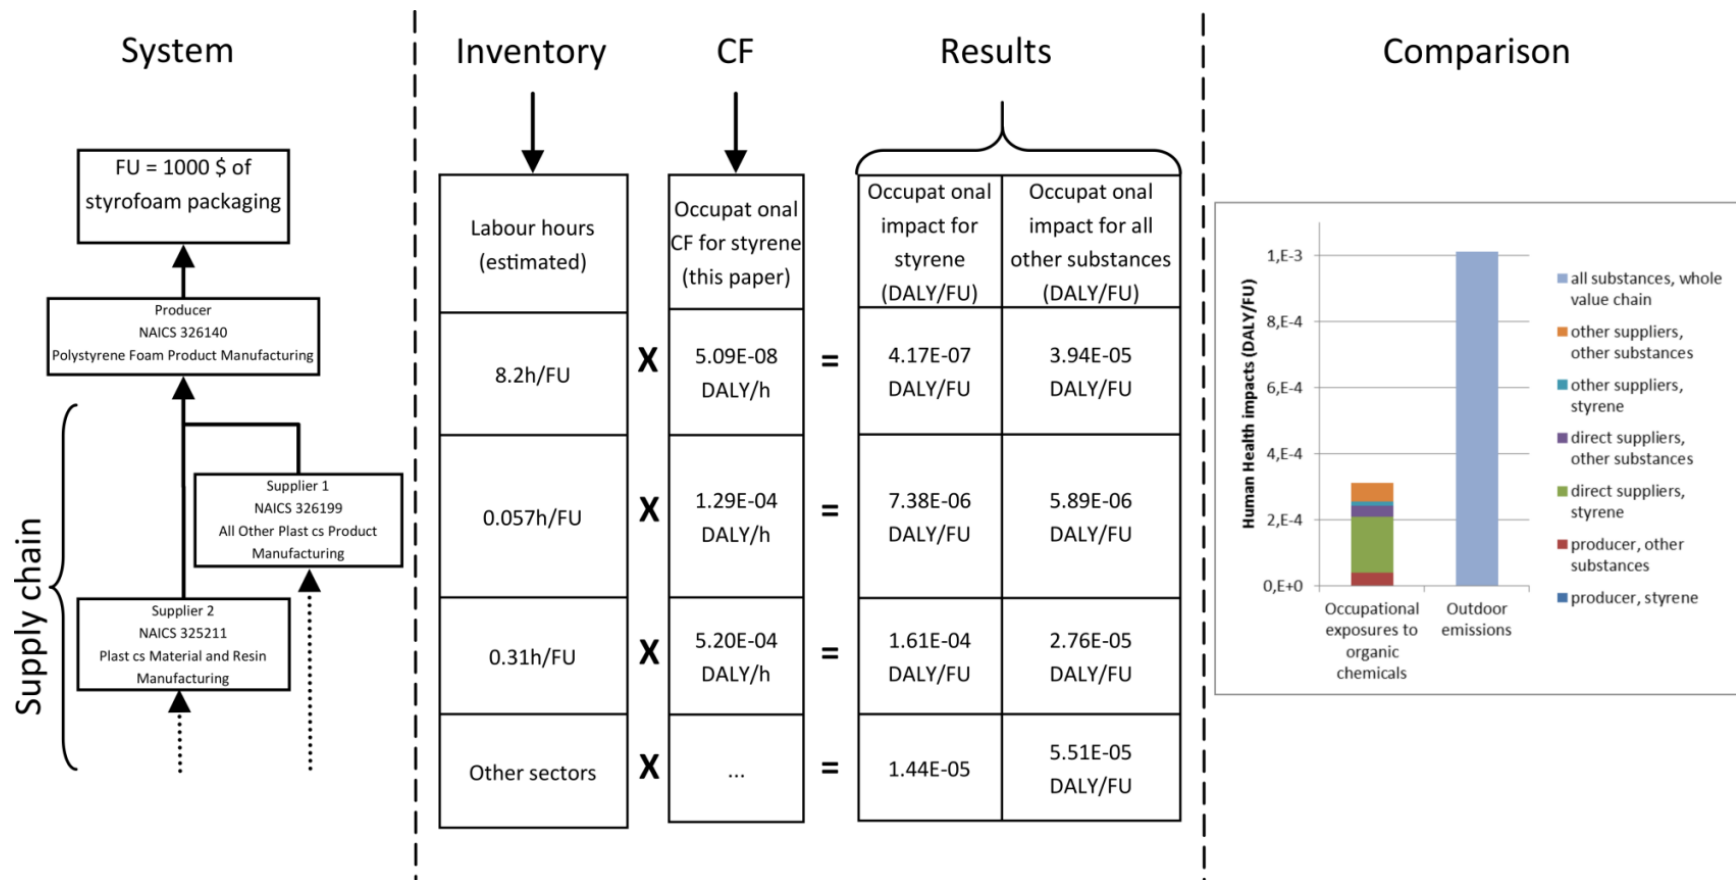 System
Inventory
CF
Results
Comparison
FU = 1000 $ of
styrofoam packaging
Producer
NAICS 326140
Polystyrene Foam Product Manufacturing
Supply chain
Supplier 1
NAICS 326199
All Other Plast cs Product
Manufacturing
Supplier 2
NAICS 325211
Plast cs Material and Resin
Manufacturing
Labour hours
(estimated)
8.2h/FU
0.057h/FU
0.31h/FU
Other sectors
X
X
X
X
Occupat onal
CF for styrene
(this paper)
5.09E-08
DALY/h
1.29E-04
DALY/h
5.20E-04
DALY/h
...
=
=
=
=
Occupat onal
impact for
styrene
(DALY/FU)
4.17E-07
DALY/FU
7.38E-06
DALY/FU
1.61E-04
DALY/FU
1.44E-05
Occupat onal
impact for all
other substances
(DALY/FU)
3.94E-05
DALY/FU
5.89E-06
DALY/FU
2.76E-05
DALY/FU
5.51E-05
DALY/FU
Human Health impacts (DALY/FU)
1,E-3
8,E-4
6,E-4
4,E-4
2,E-4
0,E+0
Occupational
exposures to
organic
chemicals
Outdoor
emissions
all substances, whole
value chain
other suppliers,
other substances
other suppliers,
styrene
direct suppliers,
other substances
direct suppliers,
styrene
producer, other
substances
producer, styrene